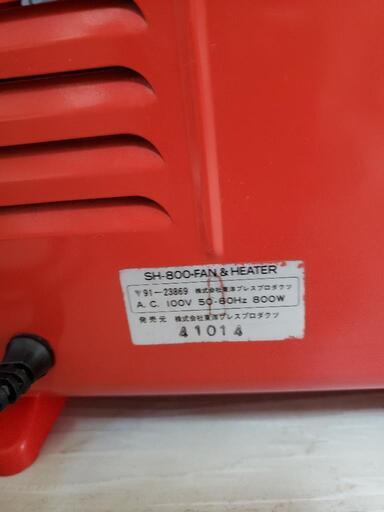 SH-800-FAN & HEATER
〒91-23869 株式会社東洋プレスプロダクツ
A.C. 100V 50-60Hz 800W
発売元 株式会社東洋プレスプロダクツ
41014